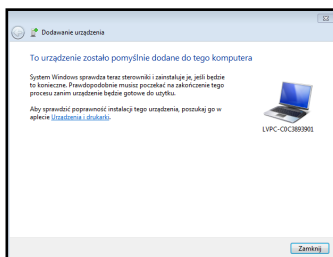 Dodawanie urządzenia
To urządzenie zostało pomyślnie dodane do tego komputera
System Windows sprawdza teraz sterowniki i zainstaluje je, jeśli będzie
to konieczne. Prawdopodobnie musisz poczekać na zakończenie tego
procesu zanim urządzenie będzie gotowe do użytku.
Aby sprawdzić poprawność instalacji tego urządzenia, poszukaj go w
aplecie Urządzenia i drukarki.
LVPC-C0C3893901
Zamknij